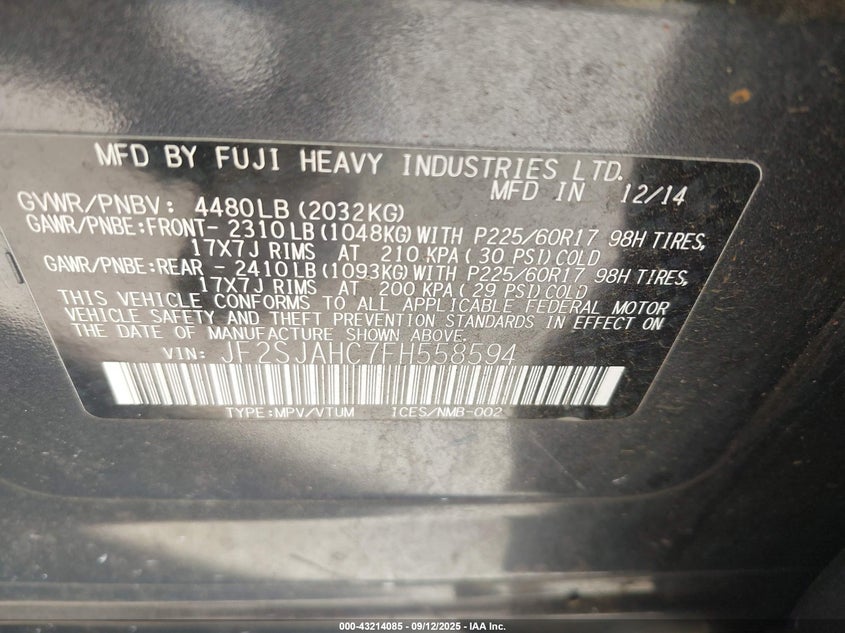 MFD BY FUJI HEAVY INDUSTRIES LTD.
MFD IN 12/14
GVWR/PNBV: 4480LB (2032KG)
GAWR/PNBE:FRONT- 2310LB (1048KG) WITH P225/60R17 98H TIRES,
17X7J RIMS AT 210 KPA (30 PSI) COLD
GAWR/PNBE:REAR - 2410LB (1093KG) WITH P225/60R17 98H TIRES,
17X7J RIMS AT 200 KPA (29 PSI) COLD
THIS VEHICLE CONFORMS TO ALL APPLICABLE FEDERAL MOTOR
VEHICLE SAFETY AND THEFT PREVENTION STANDARDS IN EFFECT ON
THE DATE OF MANUFACTURE SHOWN ABOVE.
VIN: JF2SJAHC7FH558594
TYPE:MPV/VTUM ICES/NMB-002
000-43214085 - 09/12/2025 - IAA Inc.